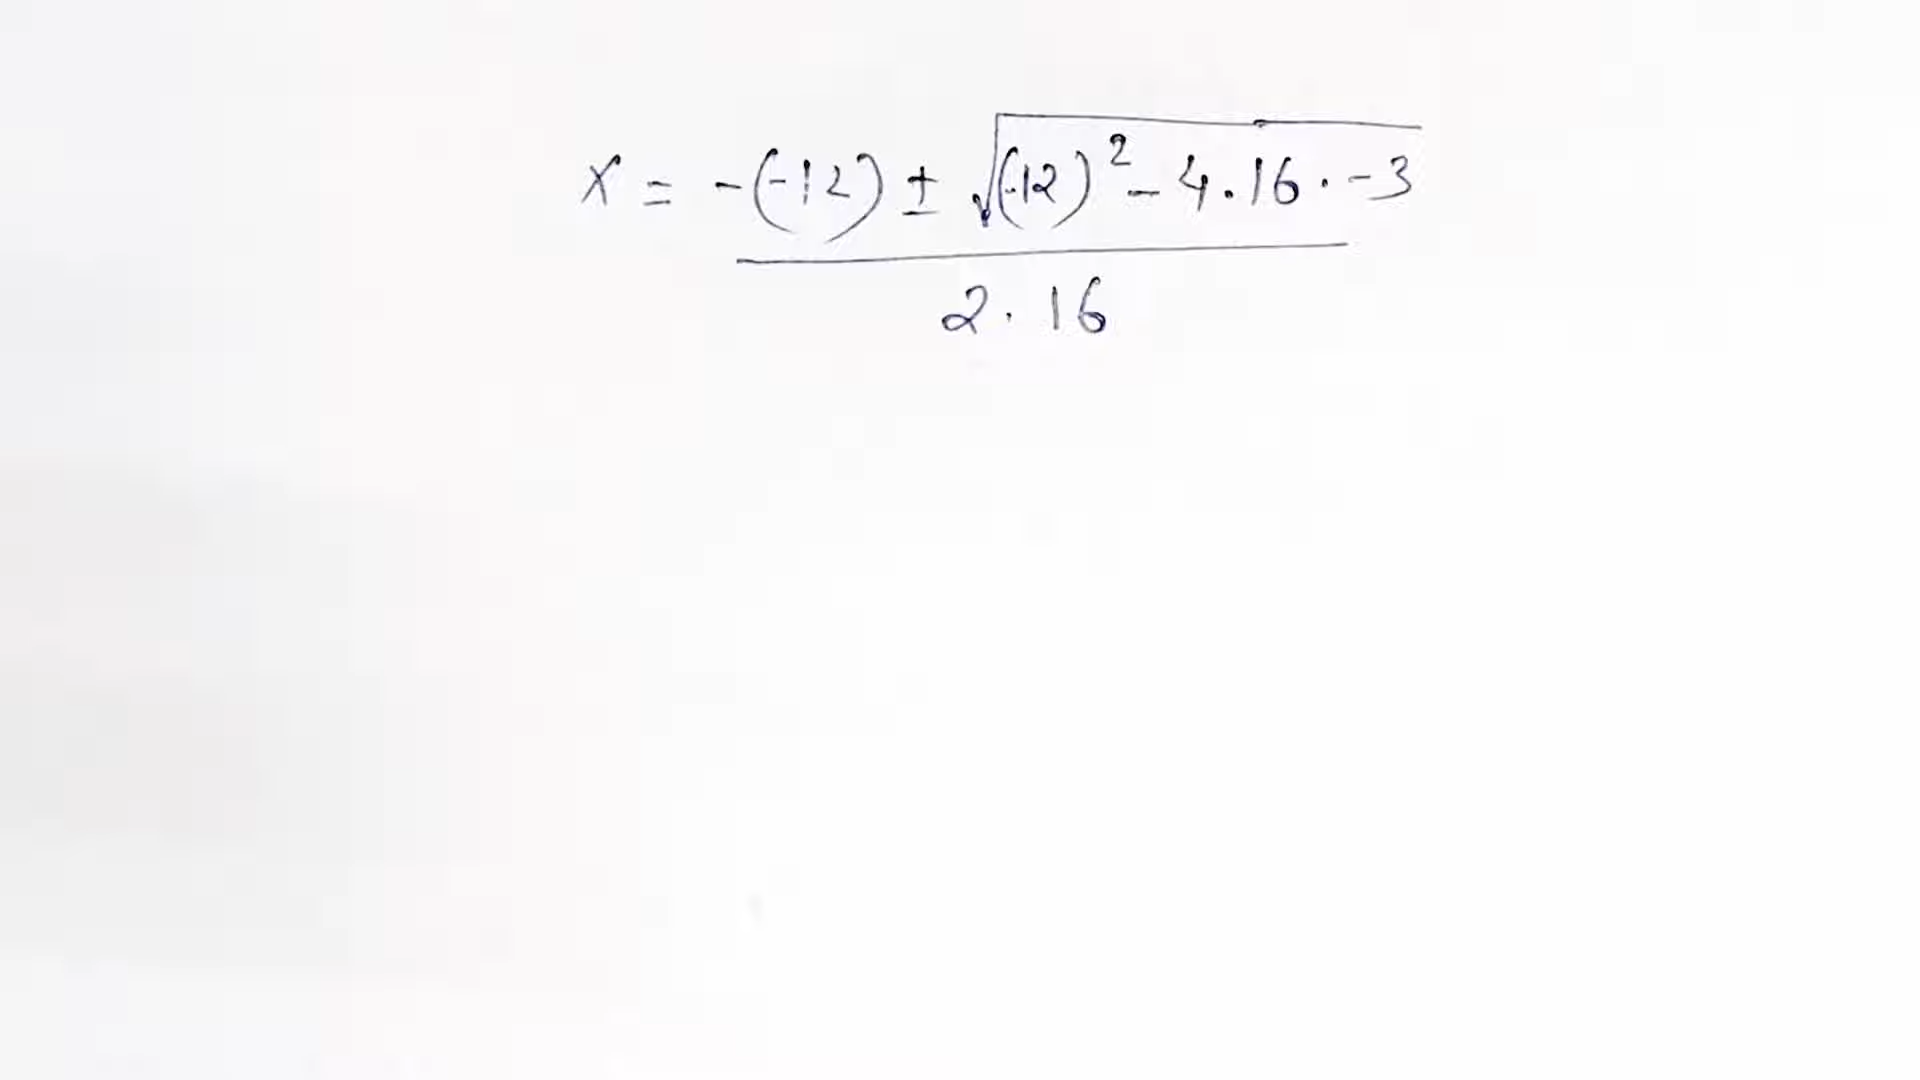 x = -(-12) ± √(-12)² - 4.16.-3
2.16